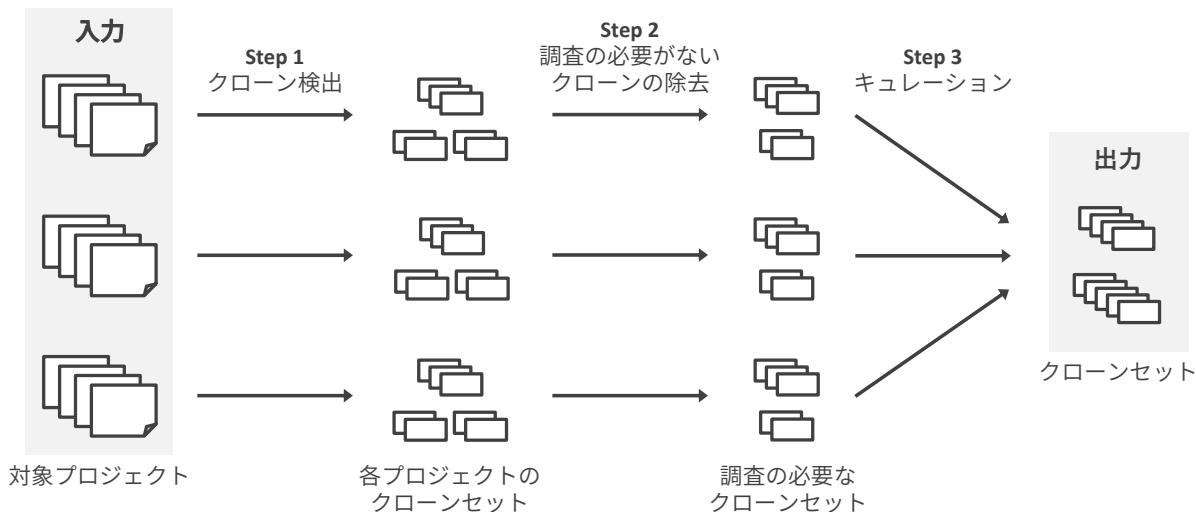 入力
Step 1
クローン検出
Step 2
調査の必要がない
クローンの除去
Step 3
キュレーション
出力
クローンセット
対象プロジェクト
各プロジェクトの
クローンセット
調査の必要な
クローンセット